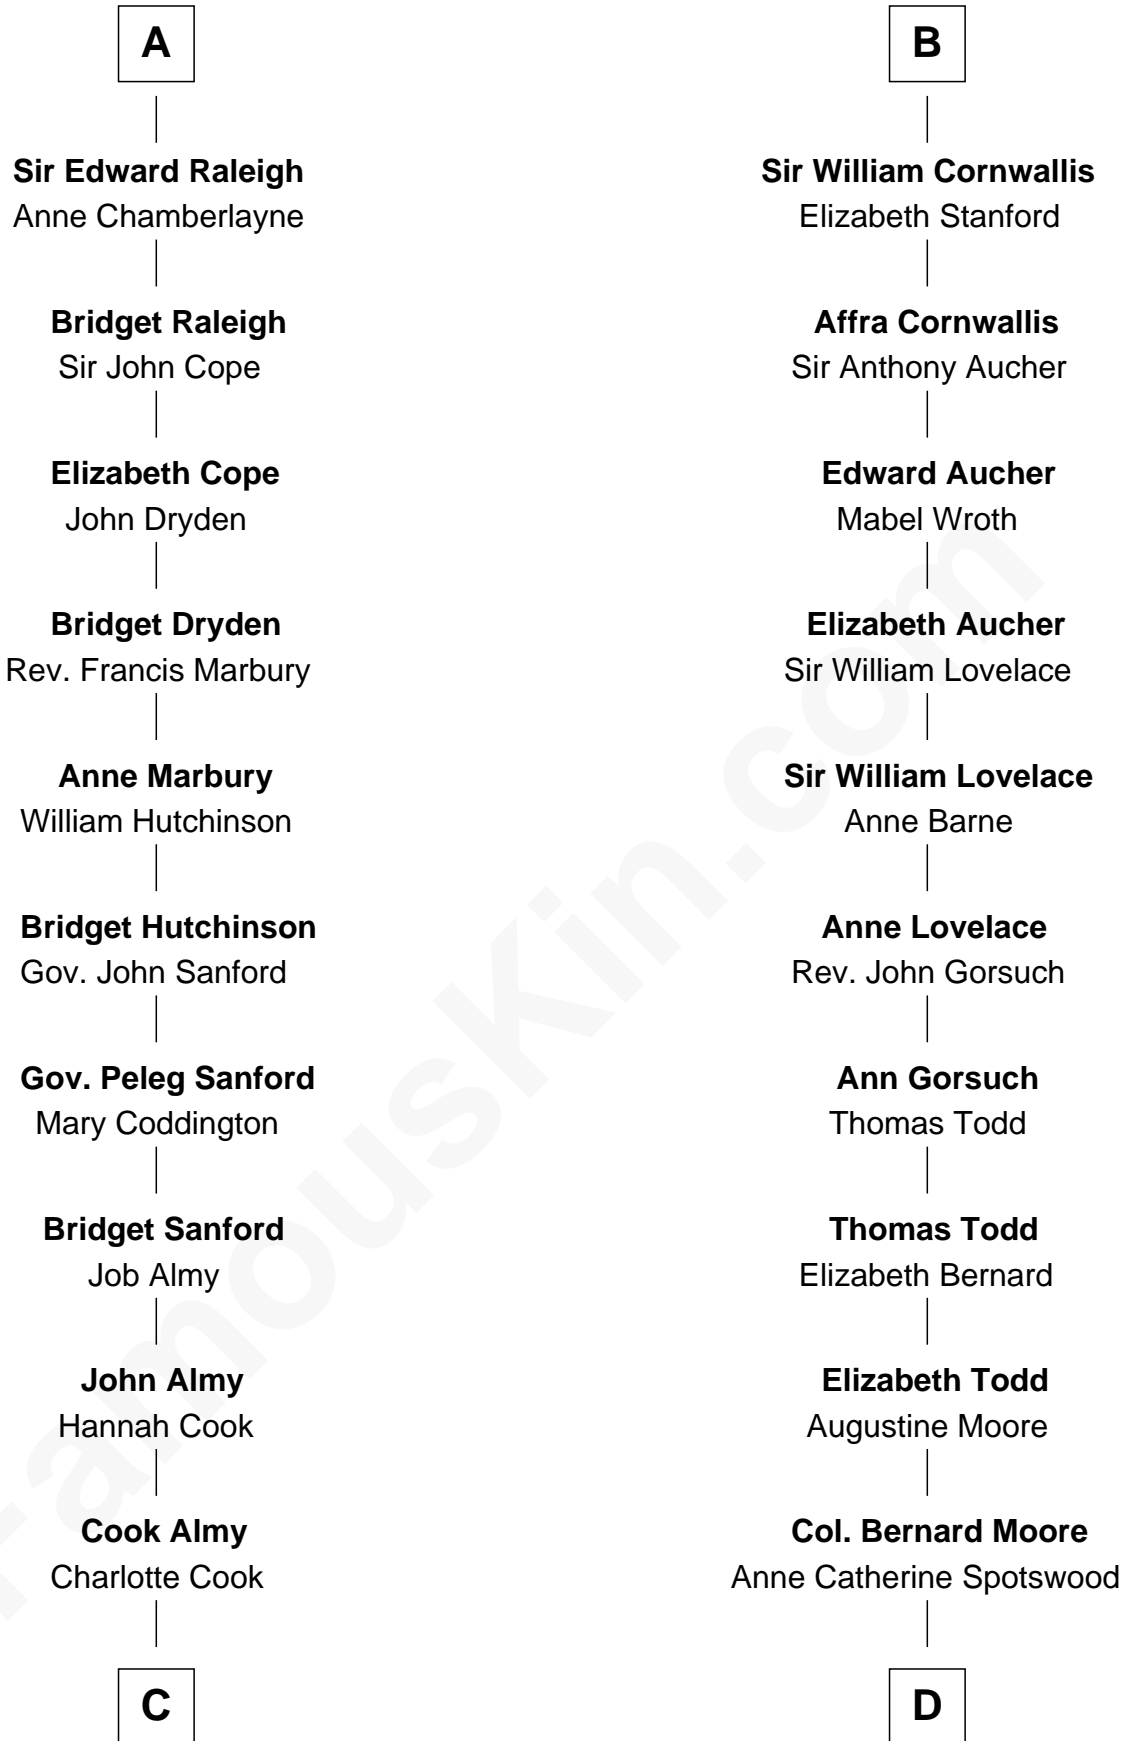 A
Sir Edward Raleigh
Anne Chamberlayne
Bridget Raleigh
Sir John Cope
Elizabeth Cope
John Dryden
Bridget Dryden
Rev. Francis Marbury
Anne Marbury
William Hutchinson
Bridget Hutchinson
Gov. John Sanford
Gov. Peleg Sanford
Mary Coddington
Bridget Sanford
Job Almy
John Almy
Hannah Cook
Cook Almy
Charlotte Cook
C
B
Sir William Cornwallis
Elizabeth Stanford
Affra Cornwallis
Sir Anthony Aucher
Edward Aucher
Mabel Wroth
Elizabeth Aucher
Sir William Lovelace
Sir William Lovelace
Anne Barne
Anne Lovelace
Rev. John Gorsuch
Ann Gorsuch
Thomas Todd
Thomas Todd
Elizabeth Bernard
Elizabeth Todd
Augustine Moore
Col. Bernard Moore
Anne Catherine Spotswood
D
FamousKin.com